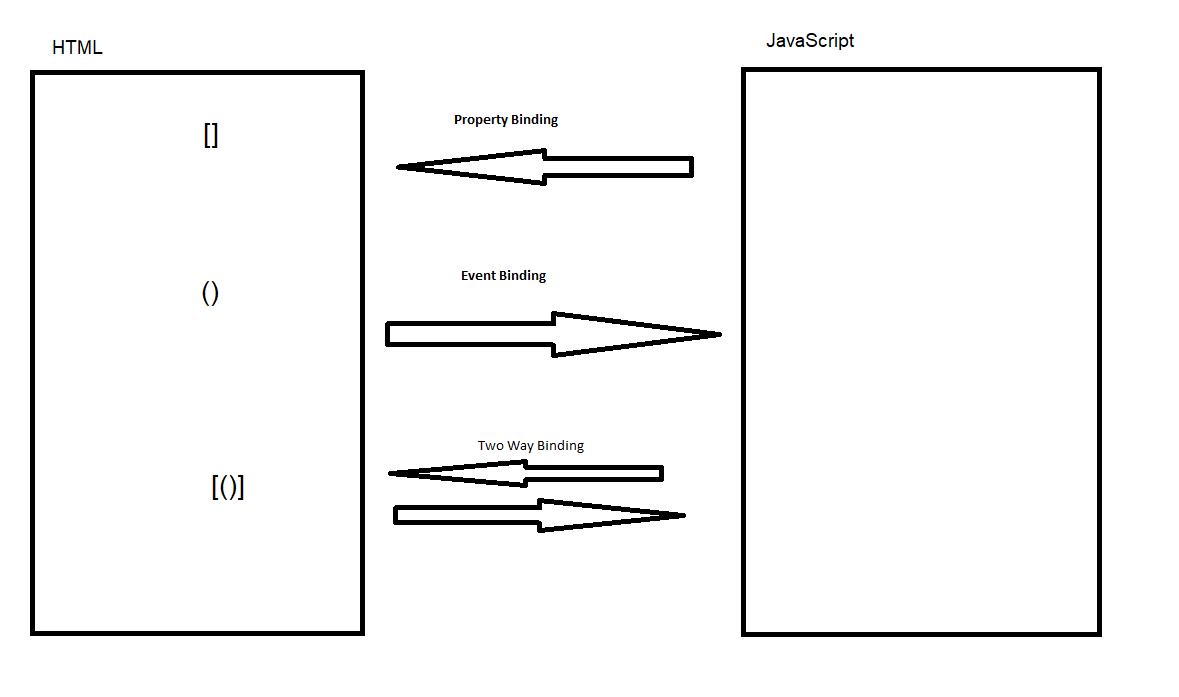 HTML
JavaScript
[]
Property Binding
()
Event Binding
[()]
Two Way Binding